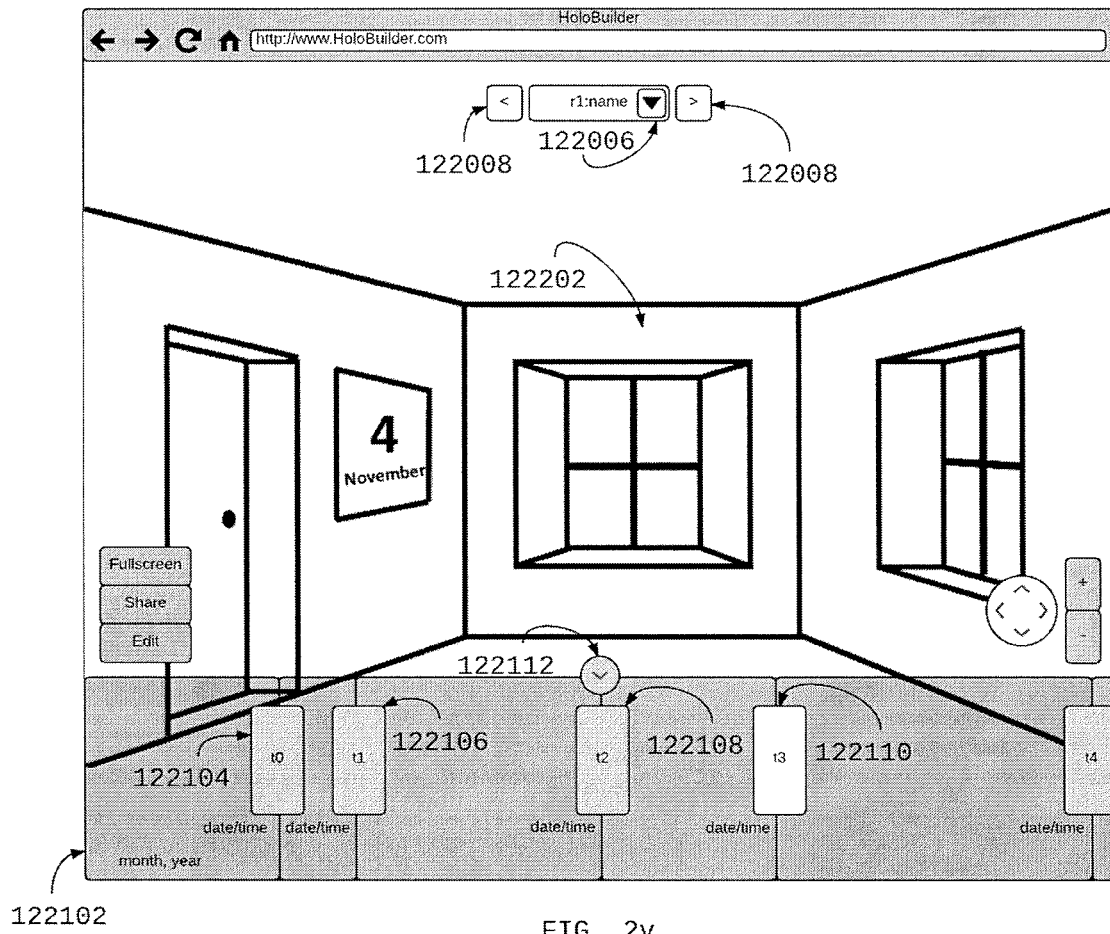 HoloBuilder
http://www.HoloBuilder.com
< r1:name >
122006
122008
122008
122202
4
November
Fullscreen
Share
Edit
+
-
122112
122106
122108
122110
122104
t0 t1 t2 t3 t4
date/time date/time date/time date/time date/time
month, year
122102
FIG. 2v